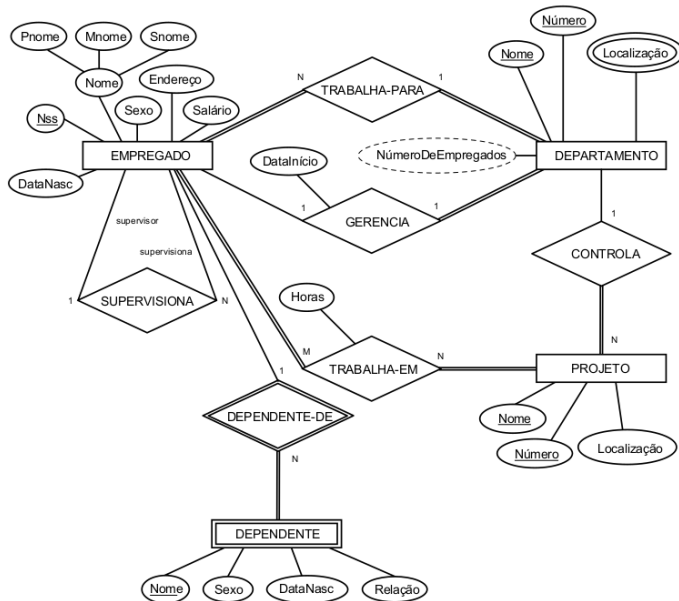 Pnome
Mnome
Snome
Nome
Endereço
Nss
Sexo
Salário
EMPREGADO
DataNasc
N
TRABALHA-PARA
1
Número
Nome
Localização
DataInício
NúmeroDeEmpregados
DEPARTAMENTO
1
GERENCIA
1
supervisor
supervisiona
1
SUPERVISIONA
N
1
CONTROLA
N
Horas
M
TRABALHA-EM
N
PROJETO
Nome
Número
Localização
1
DEPENDENTE-DE
N
DEPENDENTE
Nome
Sexo
DataNasc
Relação